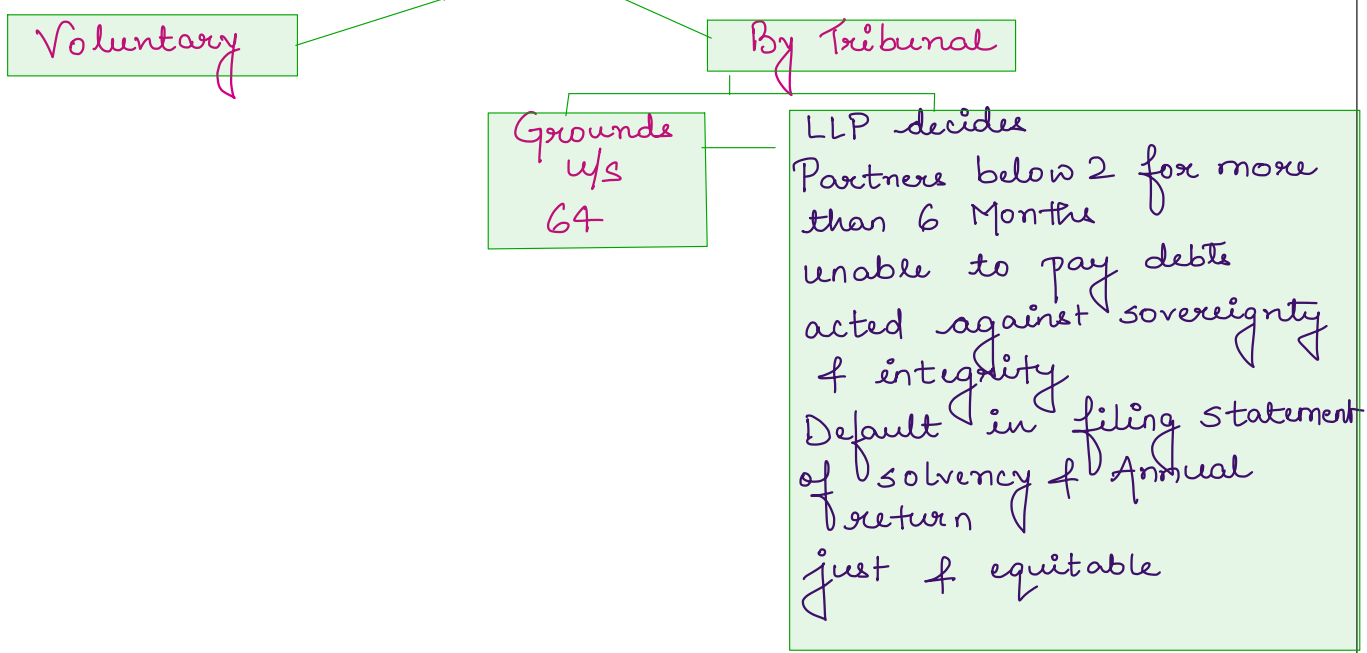 Voluntary
By Tribunal
Grounds
u/s
64
LLP decides
Partners below 2 for more
than 6 Months
unable to pay debts
acted against sovereignty
& integrity
Default in filing statement
of solvency & Annual
return
just & equitable